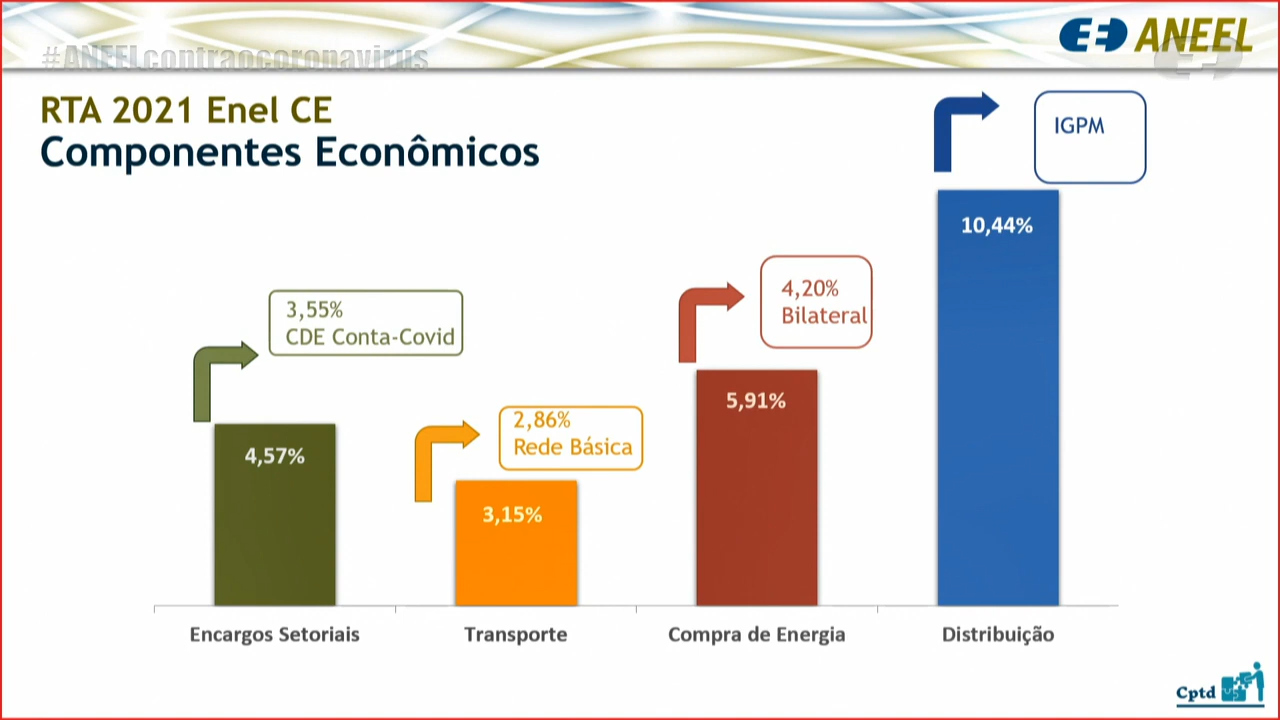 #ANEELcontraocoronavirus
ANEEL
RTA 2021 Enel CE
Componentes Econômicos
IGPM
10,44%
4,20%
Bilateral
3,55%
CDE Conta-Covid
5,91%
2,86%
Rede Básica
4,57%
3,15%
Encargos Setoriais
Transporte
Compra de Energia
Distribuição
Cptd